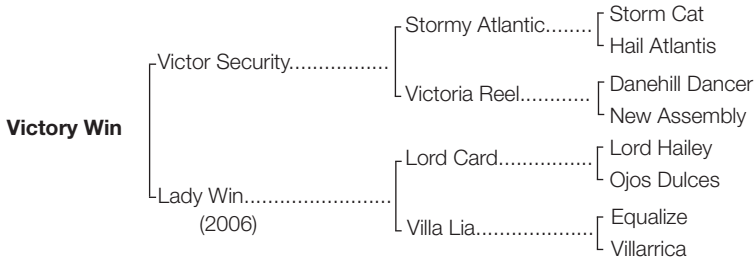 Storm Cat
Stormy Atlantic........
Hail Atlantis
Victor Security.................
Danehill Dancer
Victoria Reel............
New Assembly
Victory Win
Lord Hailey
Lord Card................
Ojos Dulces
Lady Win.........................
(2006)
Equalize
Villa Lia....................
Villarrica